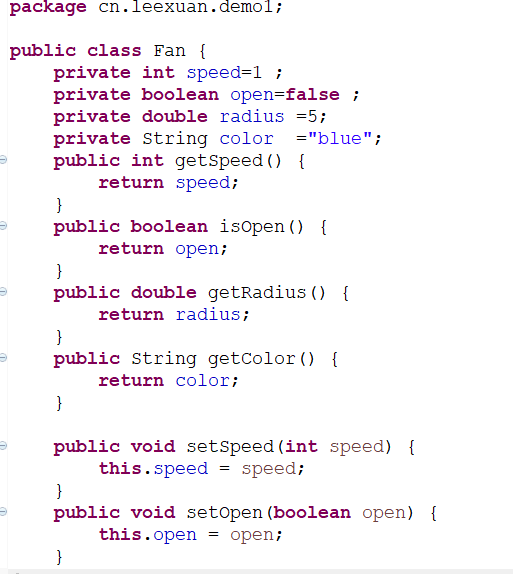 package cn.leexuan.demo1;
public class Fan {
private int speed=1 ;
private boolean open=false ;
private double radius =5;
private String color  ="blue";
public int getSpeed() {
return speed;
}
public boolean isOpen() {
return open;
}
public double getRadius() {
return radius;
}
public String getColor() {
return color;
}
public void setSpeed(int speed) {
this.speed = speed;
}
public void setOpen(boolean open) {
this.open = open;
}